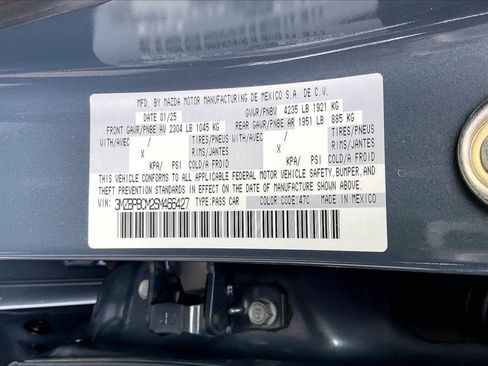 MFD. BY MAZDA MOTOR MANUFACTURING DE MEXICO S.A. DE C.V.
DATE 01/25 GVWR/PNBV 4235 LB 1921 KG
FRONT GAWR/PNBE AV 2304 LB 1045 KG REAR GAWR/PNBE AR 1951 LB 885 KG
WITH/AVEC / TIRES/PNEUS WITH/AVEC / TIRES/PNEUS
X RIMS/JANTES X RIMS/JANTES
KPA/ PSI COLD/A FROID KPA/ PSI COLD/A FROID
THIS VEHICLE CONFORMS TO ALL APPLICABLE FEDERAL MOTOR VEHICLE SAFETY, BUMPER, AND
THEFT PREVENTION STANDARDS IN EFFECT ON THE DATE OF MANUFACTURE SHOWN ABOVE.
VIN: 3MZBPBCM2SM466427 TYPE: PASS CAR COLOR CODE: 47C MADE IN MEXICO